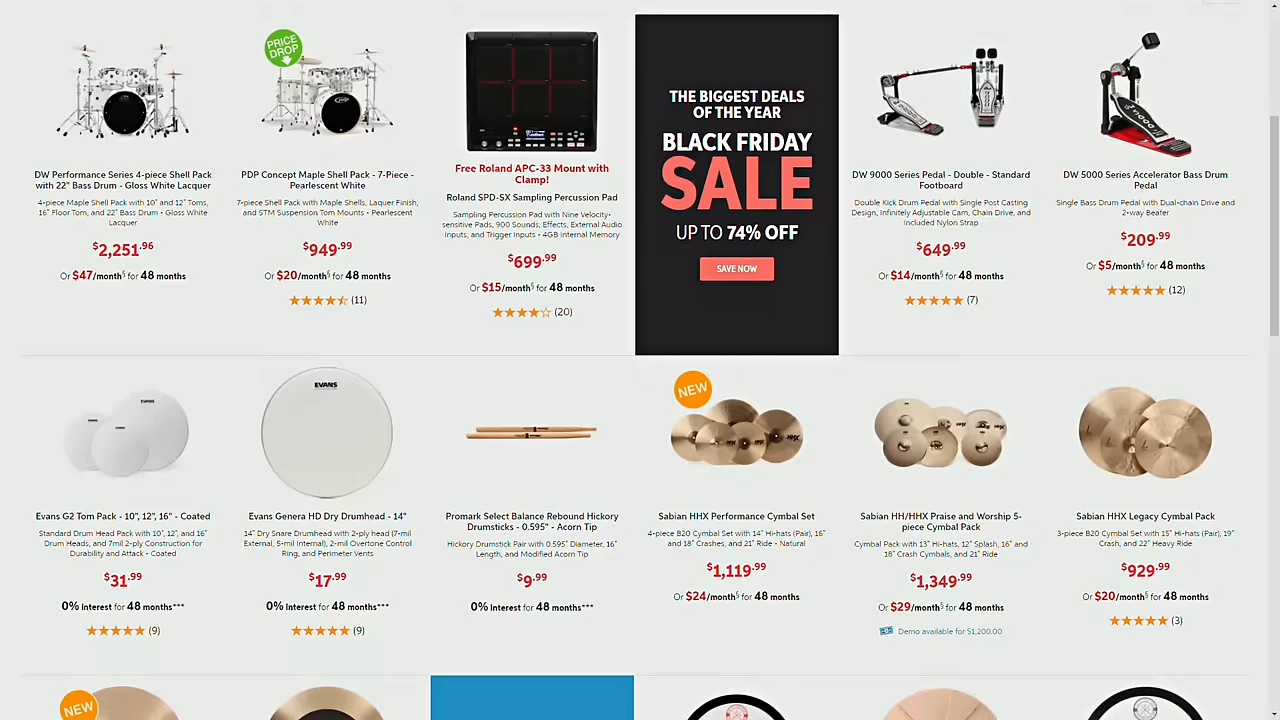 DW Performance Series 4-piece Shell Pack
with 22" Bass Drum - Gloss White Lacquer
4-piece Maple Shell Pack with 10" and 12" Toms,
16" Floor Tom, and 22" Bass Drum - Gloss White
Lacquer
$2,251.96
Or $47/month§ for 48 months
PRICE
DROP
PDP Concept Maple Shell Pack - 7-Piece -
Pearlescent White
7-piece Shell Pack with Maple Shells, Laquer Finish,
and STM Suspension Tom Mounts - Pearlescent
White
$949.99
Or $20/month§ for 48 months
(11)
Free Roland APC-33 Mount with
Clamp!
Roland SPD-SX Sampling Percussion Pad
Sampling Percussion Pad with Nine Velocity-
sensitive Pads, 900 Sounds, Effects, External Audio
Inputs, and Trigger Inputs - 4GB Internal Memory
$699.99
Or $15/month§ for 48 months
(20)
THE BIGGEST DEALS
OF THE YEAR
BLACK FRIDAY
SALE
UP TO 74% OFF
SAVE NOW
DW 9000 Series Pedal - Double - Standard
Footboard
Double Kick Drum Pedal with Single Post Casting
Design, Infinitely Adjustable Cam, Chain Drive, and
Included Nylon Strap
$649.99
Or $14/month§ for 48 months
(7)
DW 5000 Series Accelerator Bass Drum
Pedal
Single Bass Drum Pedal with Dual-chain Drive and
2-way Beater
$209.99
Or $5/month§ for 48 months
(12)
EVANS
EVANS
EVANS
Evans G2 Tom Pack - 10", 12", 16" - Coated
Standard Drum Head Pack with 10", 12", and 16"
Drum Heads, and 7mil 2-ply Construction for
Durability and Attack - Coated
$31.99
0% Interest for 48 months***
(9)
EVANS
Evans Genera HD Dry Drumhead - 14"
14" Dry Snare Drumhead with 2-ply head (7-mil
External, 5-mil Internal), 2-mil Overtone Control
Ring, and Perimeter Vents
$17.99
0% Interest for 48 months***
(9)
Promark Select Balance Rebound Hickory
Drumsticks - 0.595" - Acorn Tip
Hickory Drumstick Pair with 0.595" Diameter, 16"
Length, and Modified Acorn Tip
$9.99
0% Interest for 48 months***
NEW
HHX
HHX
HHX
Sabian HHX Performance Cymbal Set
4-piece B20 Cymbal Set with 14" Hi-hats (Pair), 16"
and 18" Crashes, and 21" Ride - Natural
$1,119.99
Or $24/month§ for 48 months
HHX
HHX
Sabian HH/HHX Praise and Worship 5-
piece Cymbal Pack
Cymbal Pack with 13" Hi-hats, 12" Splash, 16" and
18" Crash Cymbals, and 21" Ride
$1,349.99
Or $29/month§ for 48 months
Demo available for $1,200.00
Sabian HHX Legacy Cymbal Pack
3-piece B20 Cymbal Set with 15" Hi-hats (Pair), 19"
Crash, and 22" Heavy Ride
$929.99
Or $20/month§ for 48 months
(3)
NEW